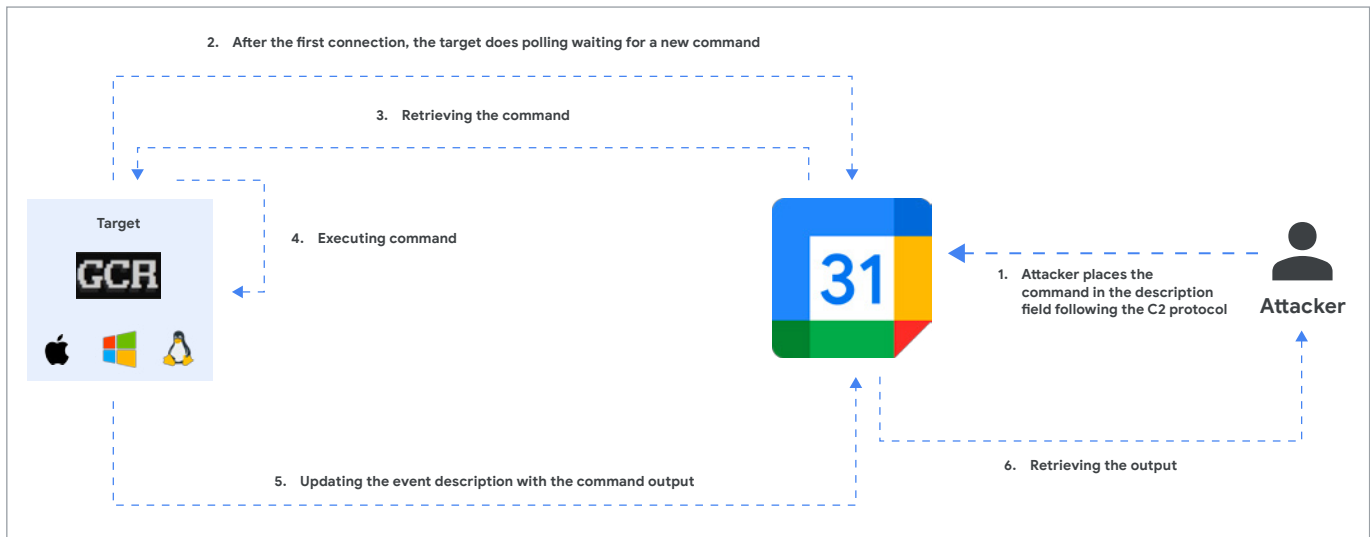 2. After the first connection, the target does polling waiting for a new command
3. Retrieving the command
Target
GCR
4. Executing command
31
1. Attacker places the
command in the description
field following the C2 protocol
Attacker
5. Updating the event description with the command output
6. Retrieving the output